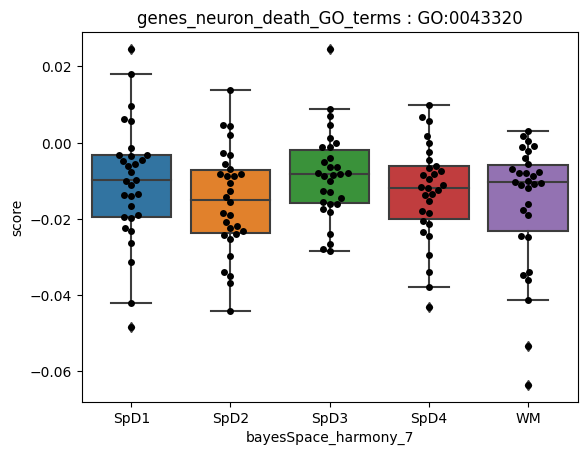 genes_neuron_death_GO_terms : GO:0043320
score
0.02
0.00
−0.02
−0.04
−0.06
SpD1 SpD2 SpD3 SpD4 WM
bayesSpace_harmony_7